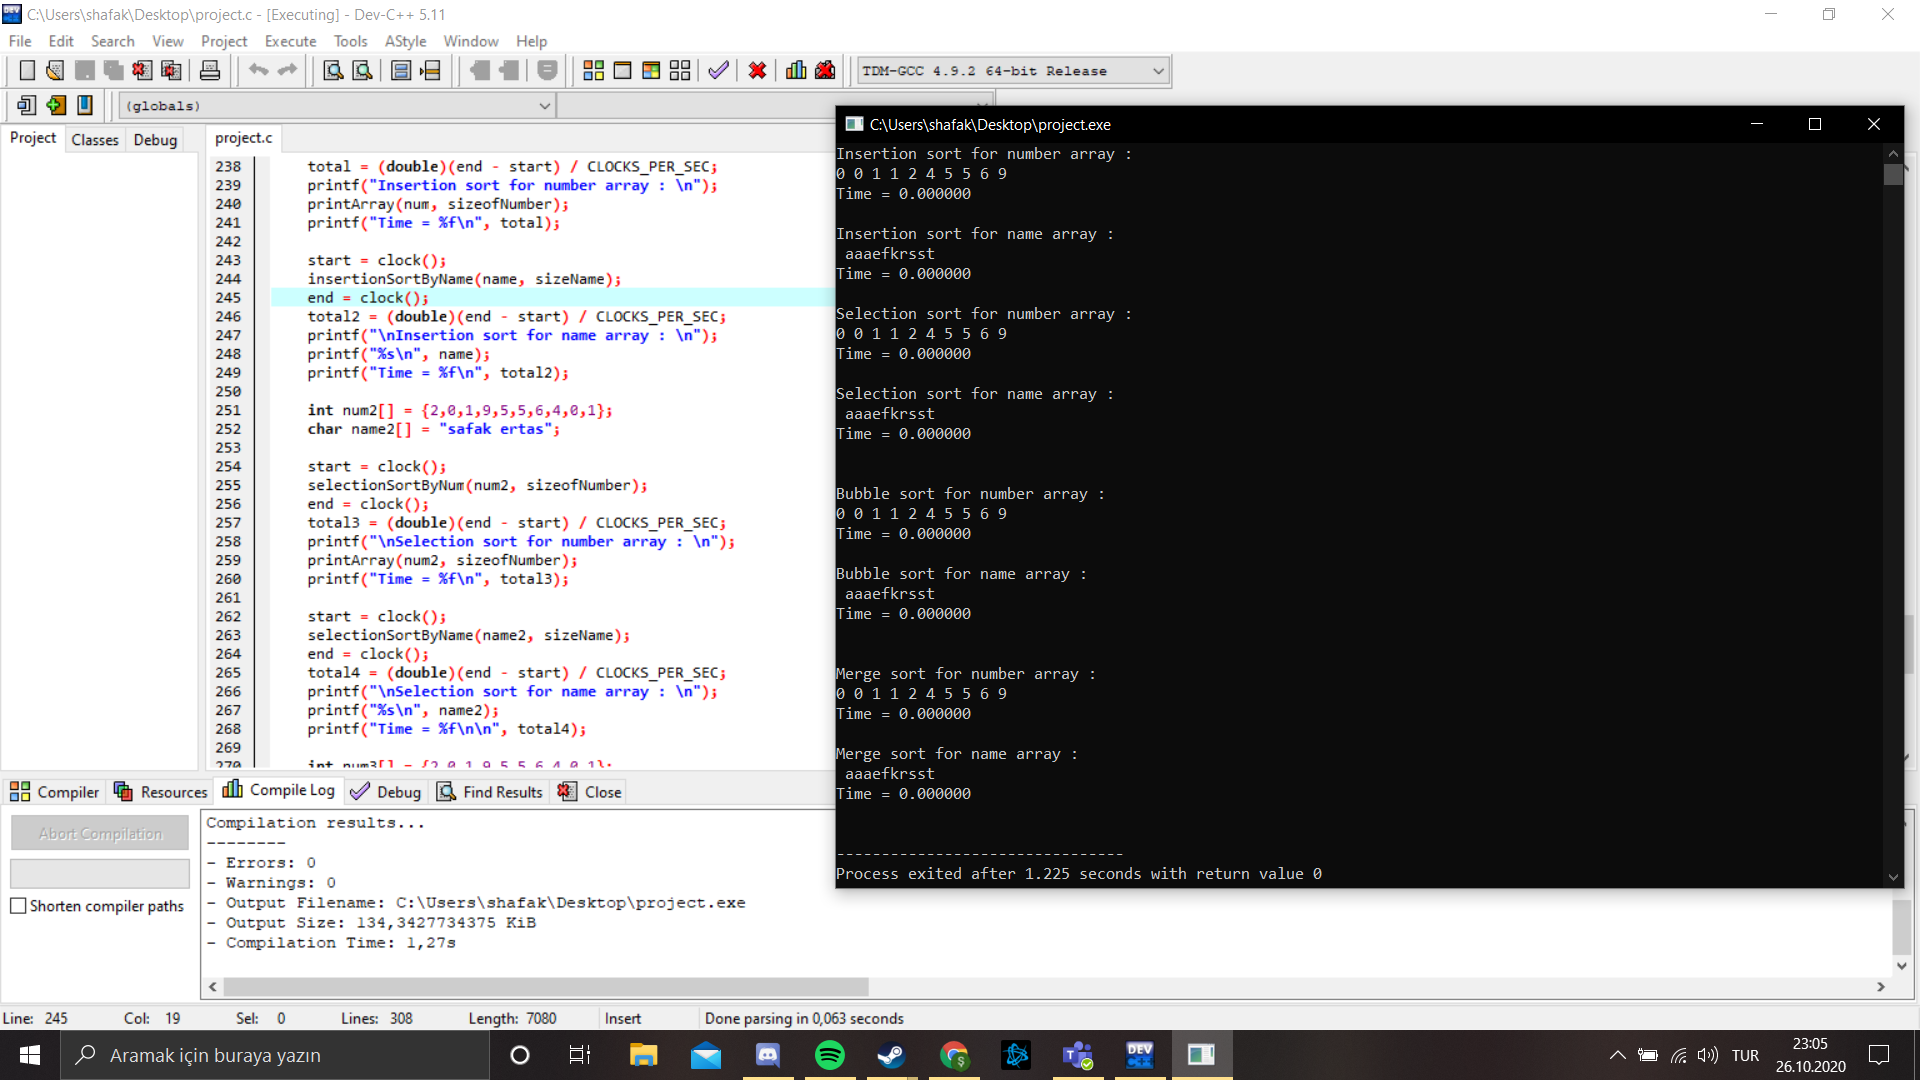 C:\Users\shafak\Desktop\project.c - [Executing] - Dev-C++ 5.11
File Edit Search View Project Execute Tools AStyle Window Help
TDM-GCC 4.9.2 64-bit Release
(globals)
Project Classes Debug
project.c
238 total = (double)(end - start) / CLOCKS_PER_SEC;
239 printf("Insertion sort for number array : \n");
240 printArray(num, sizeofNumber);
241 printf("Time = %f\n", total);
242
243 start = clock();
244 insertionSortByName(name, sizeName);
245 end = clock();
246 total2 = (double)(end - start) / CLOCKS_PER_SEC;
247 printf("\nInsertion sort for name array : \n");
248 printf("%s\n", name);
249 printf("Time = %f\n", total2);
250
251 int num2[] = {2,0,1,9,5,5,6,4,0,1};
252 char name2[] = "safak ertas";
253
254 start = clock();
255 selectionSortByNum(num2, sizeofNumber);
256 end = clock();
257 total3 = (double)(end - start) / CLOCKS_PER_SEC;
258 printf("\nSelection sort for number array : \n");
259 printArray(num2, sizeofNumber);
260 printf("Time = %f\n", total3);
261
262 start = clock();
263 selectionSortByName(name2, sizeName);
264 end = clock();
265 total4 = (double)(end - start) / CLOCKS_PER_SEC;
266 printf("\nSelection sort for name array : \n");
267 printf("%s\n", name2);
268 printf("Time = %f\n\n", total4);
269
270 int num3[] = {2,0,1,9,5,5,6,4,0,1};
C:\Users\shafak\Desktop\project.exe
Insertion sort for number array :
0 0 1 1 2 4 5 5 6 9
Time = 0.000000
Insertion sort for name array :
aaaefkrsst
Time = 0.000000
Selection sort for number array :
0 0 1 1 2 4 5 5 6 9
Time = 0.000000
Selection sort for name array :
aaaefkrsst
Time = 0.000000
Bubble sort for number array :
0 0 1 1 2 4 5 5 6 9
Time = 0.000000
Bubble sort for name array :
aaaefkrsst
Time = 0.000000
Merge sort for number array :
0 0 1 1 2 4 5 5 6 9
Time = 0.000000
Merge sort for name array :
aaaefkrsst
Time = 0.000000
--------------------------------
Process exited after 1.225 seconds with return value 0
Compiler Resources Compile Log Debug Find Results Close
Abort Compilation
Shorten compiler paths
Compilation results...
--------
- Errors: 0
- Warnings: 0
- Output Filename: C:\Users\shafak\Desktop\project.exe
- Output Size: 134,3427734375 KiB
- Compilation Time: 1,27s
Line: 245 Col: 19 Sel: 0 Lines: 308 Length: 7080 Insert Done parsing in 0,063 seconds
Aramak için buraya yazın
DEV C++
TUR
23:05
26.10.2020